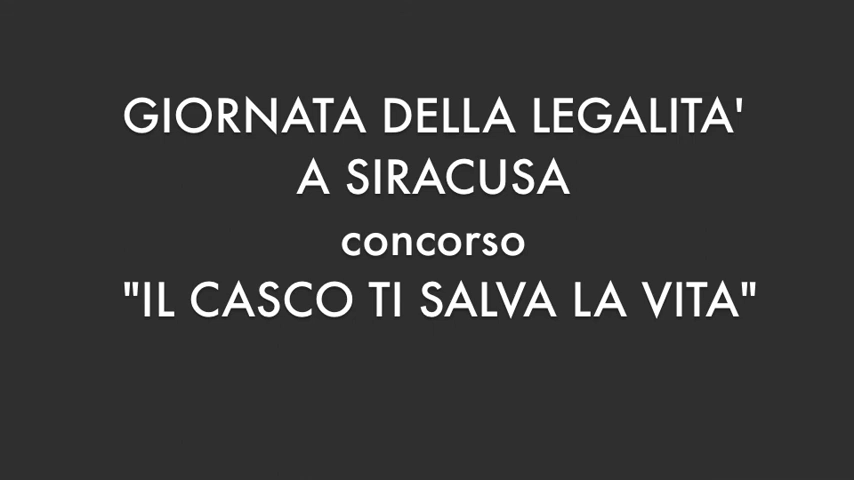 GIORNATA DELLA LEGALITA'
A SIRACUSA
concorso
"IL CASCO TI SALVA LA VITA"